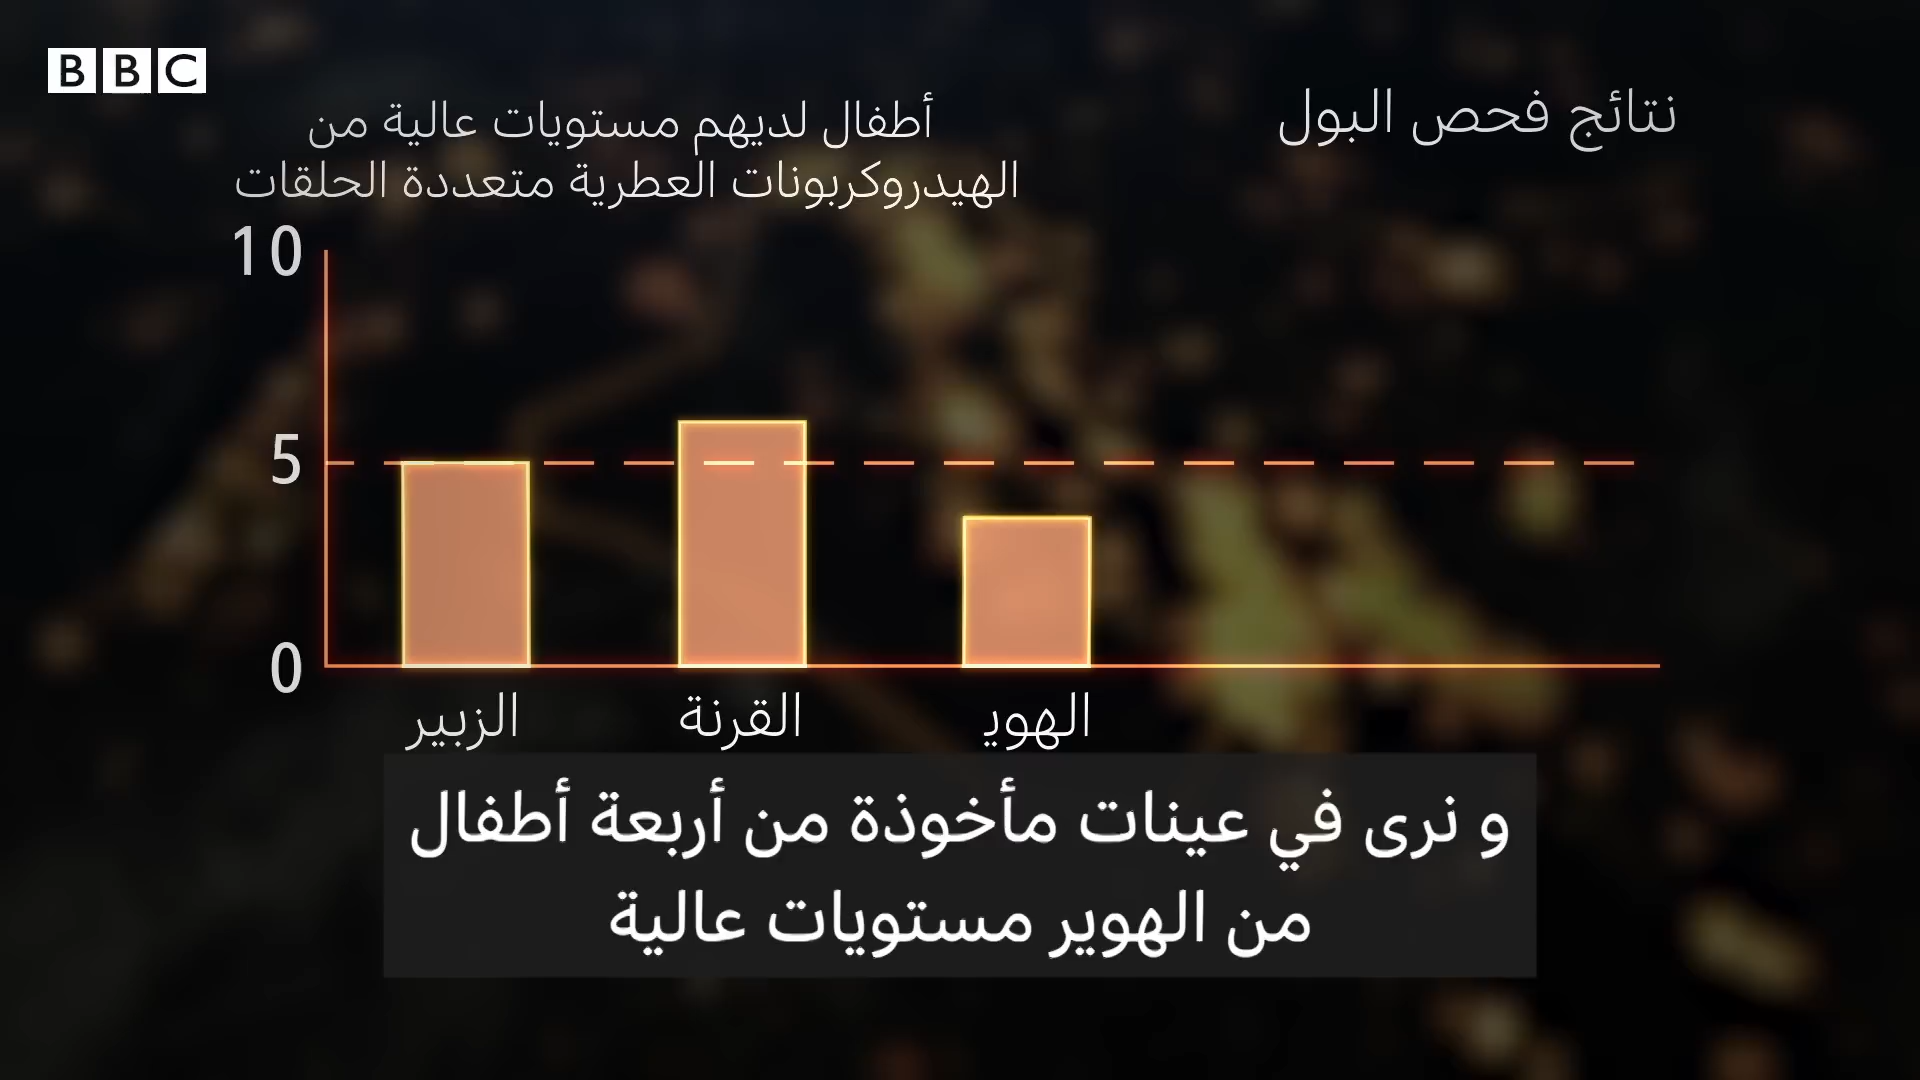 BBC
نتائج فحص البول
أطفال لديهم مستويات عالية من
الهيدروكربونات العطرية متعددة الحلقات
10
5
0
الزبير
القرنة
الهوي
و نرى في عينات مأخوذة من أربعة أطفال
من الهوير مستويات عالية